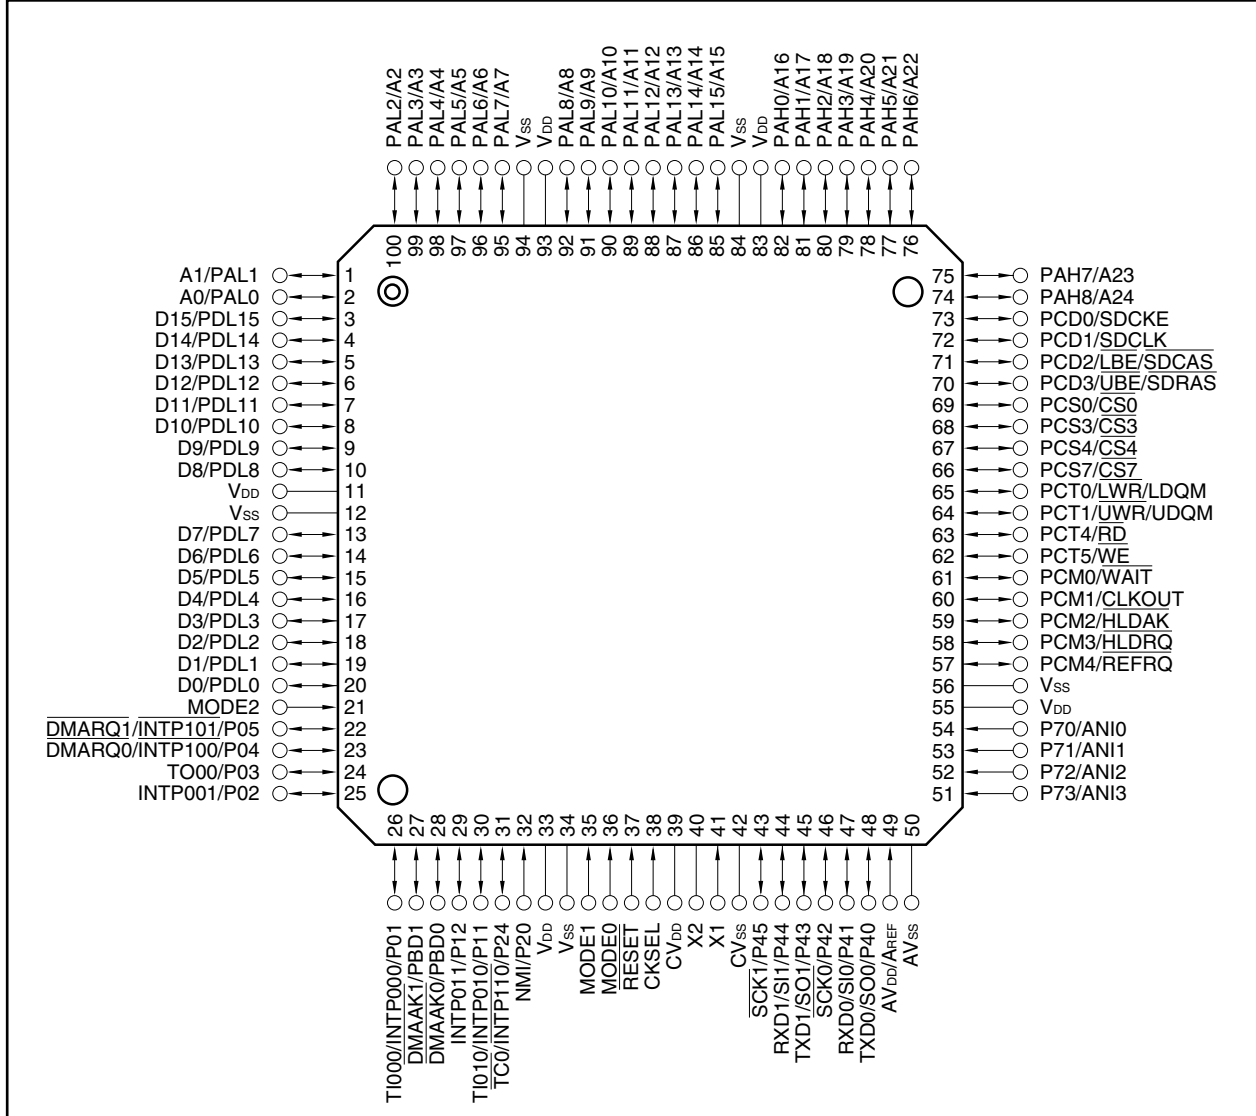 PAL2/A2
PAL3/A3
PAL4/A4
PAL5/A5
PAL6/A6
PAL7/A7
VSS
VDD
PAL8/A8
PAL9/A9
PAL10/A10
PAL11/A11
PAL12/A12
PAL13/A13
PAL14/A14
PAL15/A15
VSS
VDD
PAH0/A16
PAH1/A17
PAH2/A18
PAH3/A19
PAH4/A20
PAH5/A21
PAH6/A22
100 99 98 97 96 95 94 93 92 91 90 89 88 87 86 85 84 83 82 81 80 79 78 77 76
A1/PAL1 1 75 PAH7/A23
A0/PAL0 2 74 PAH8/A24
D15/PDL15 3 73 PCD0/SDCKE
D14/PDL14 4 72 PCD1/SDCLK
D13/PDL13 5 71 PCD2/LBE/SDCAS
D12/PDL12 6 70 PCD3/UBE/SDRAS
D11/PDL11 7 69 PCS0/CS0
D10/PDL10 8 68 PCS3/CS3
D9/PDL9 9 67 PCS4/CS4
D8/PDL8 10 66 PCS7/CS7
VDD 11 65 PCT0/LWR/LDQM
VSS 12 64 PCT1/UWR/UDQM
D7/PDL7 13 63 PCT4/RD
D6/PDL6 14 62 PCT5/WE
D5/PDL5 15 61 PCM0/WAIT
D4/PDL4 16 60 PCM1/CLKOUT
D3/PDL3 17 59 PCM2/HLDAK
D2/PDL2 18 58 PCM3/HLDRQ
D1/PDL1 19 57 PCM4/REFRQ
D0/PDL0 20 56 VSS
MODE2 21 55 VDD
DMARQ1/INTP101/P05 22 54 P70/ANI0
DMARQ0/INTP100/P04 23 53 P71/ANI1
TO00/P03 24 52 P72/ANI2
INTP001/P02 25 51 P73/ANI3
26 27 28 29 30 31 32 33 34 35 36 37 38 39 40 41 42 43 44 45 46 47 48 49 50
TI000/INTP000/P01
DMAAK1/PBD1
DMAAK0/PBD0
INTP011/P12
TI010/INTP010/P11
TC0/INTP110/P24
NMI/P20
VDD
VSS
MODE1
MODE0
RESET
CKSEL
CVDD
X2
X1
CVSS
SCK1/P45
RXD1/SI1/P44
TXD1/SO1/P43
SCK0/P42
RXD0/SI0/P41
TXD0/SO0/P40
AVDD/AREF
AVSS